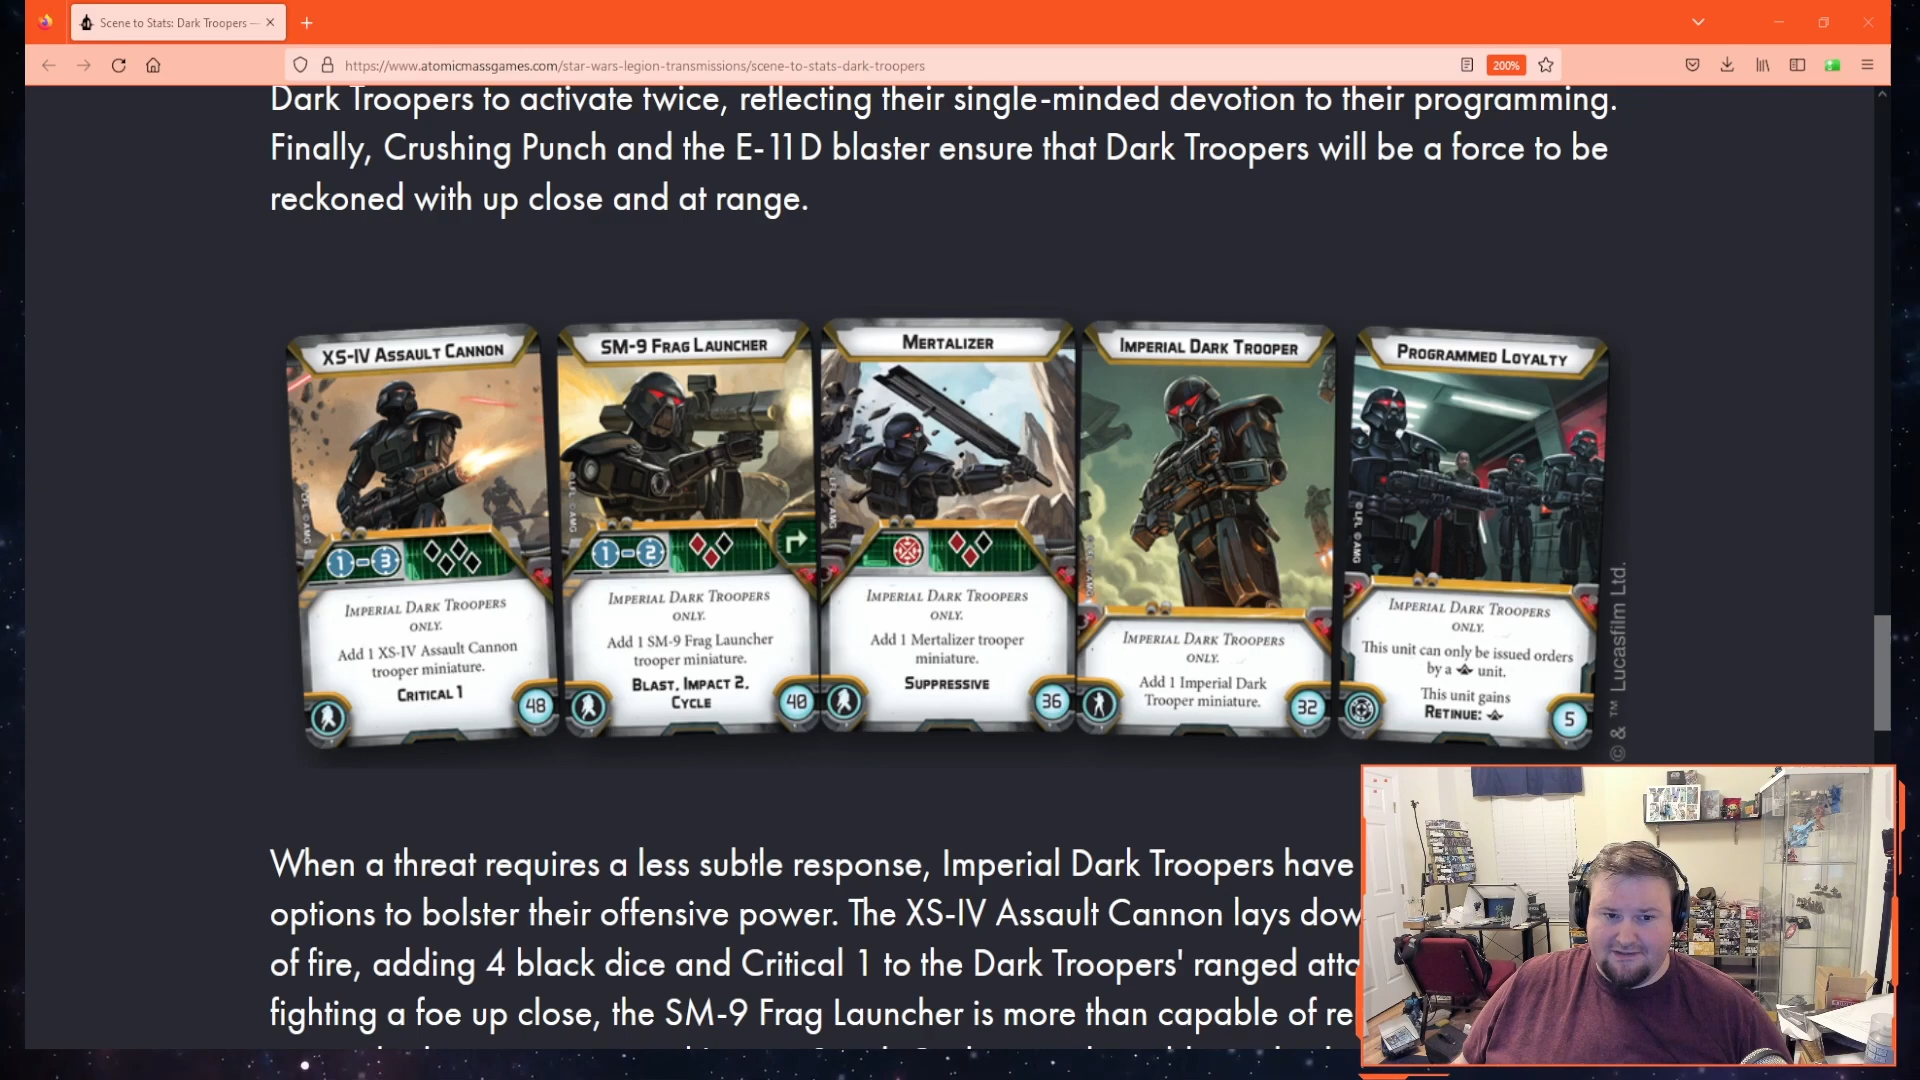 Scene to Stats: Dark Troopers —
https://www.atomicmassgames.com/star-wars-legion-transmissions/scene-to-stats-dark-troopers
200%
Dark Troopers to activate twice, reflecting their single-minded devotion to their programming.
Finally, Crushing Punch and the E-11D blaster ensure that Dark Troopers will be a force to be
reckoned with up close and at range.
XS-IV Assault Cannon
1-3
Imperial Dark Troopers
only.
Add 1 XS-IV Assault Cannon
trooper miniature.
Critical 1
48
SM-9 Frag Launcher
1-2
Imperial Dark Troopers
only.
Add 1 SM-9 Frag Launcher
trooper miniature.
Blast, Impact 2,
Cycle
40
Mertalizer
Imperial Dark Troopers
only.
Add 1 Mertalizer trooper
miniature.
Suppressive
36
Imperial Dark Trooper
Imperial Dark Troopers
only.
Add 1 Imperial Dark
Trooper miniature.
32
Programmed Loyalty
© LFL © AMG
Imperial Dark Troopers
only.
This unit can only be issued orders
by a unit.
This unit gains
Retinue:
5
© & ™ Lucasfilm Ltd.
When a threat requires a less subtle response, Imperial Dark Troopers have
options to bolster their offensive power. The XS-IV Assault Cannon lays dow
of fire, adding 4 black dice and Critical 1 to the Dark Troopers' ranged atta
fighting a foe up close, the SM-9 Frag Launcher is more than capable of re